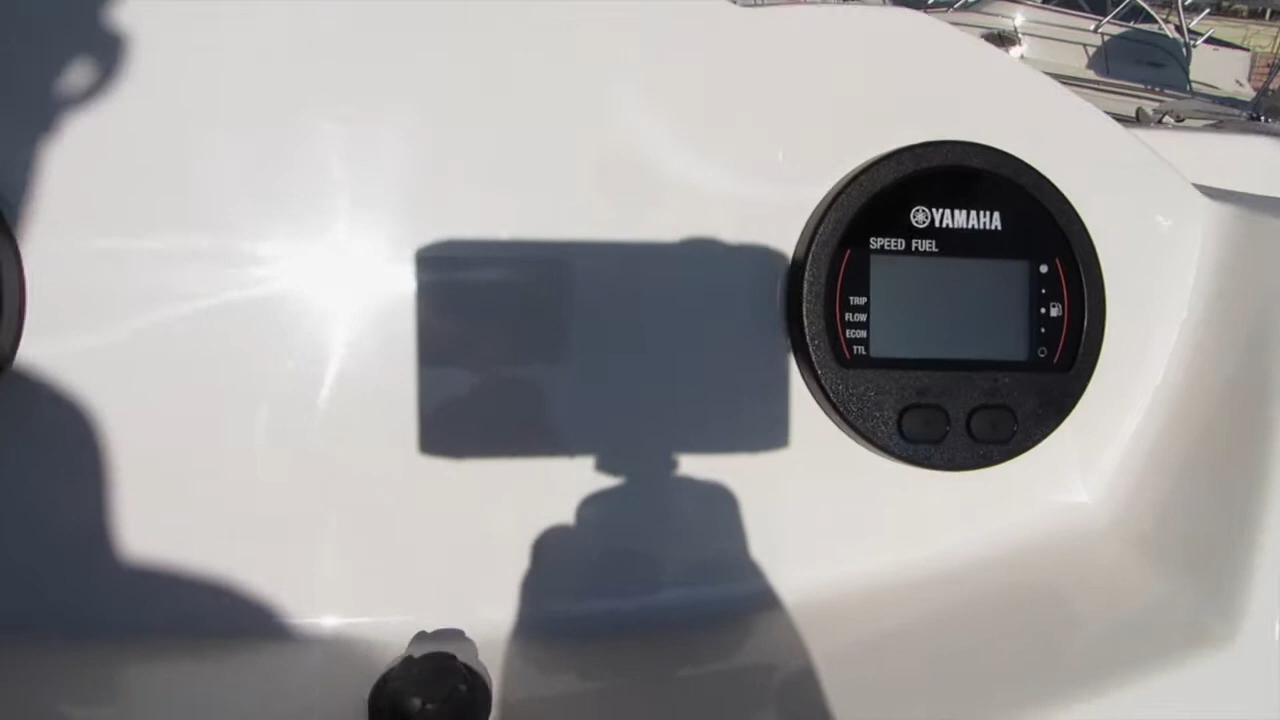 YAMAHA
SPEED FUEL
TRIP
FLOW
ECON
TTL